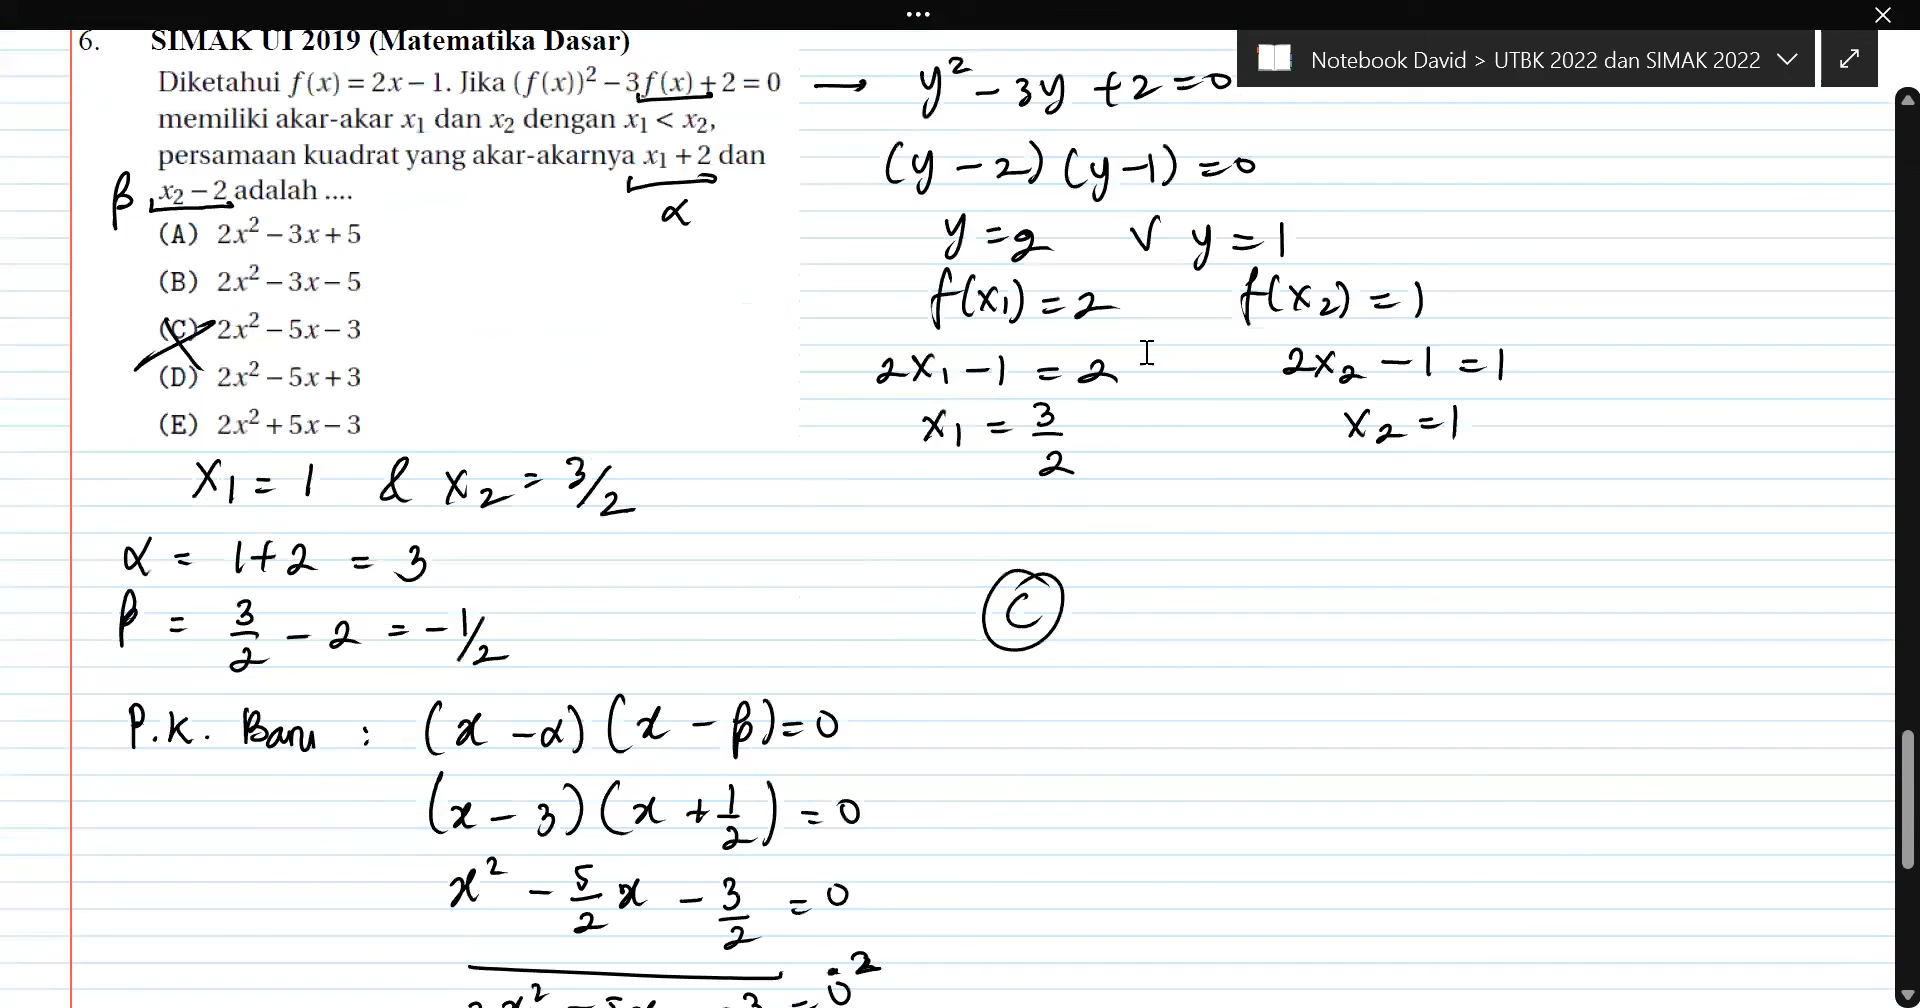 Notebook David > UTBK 2022 dan SIMAK 2022
6. SIMAK UI 2019 (Matematika Dasar)
Diketahui f(x) = 2x − 1. Jika (f(x))² − 3f(x) + 2 = 0
memiliki akar-akar x₁ dan x₂ dengan x₁ < x₂,
persamaan kuadrat yang akar-akarnya x₁ + 2 dan
x₂ − 2 adalah ....
β
α
(A) 2x² − 3x + 5
(B) 2x² − 3x − 5
(C) 2x² − 5x − 3
(D) 2x² − 5x + 3
(E) 2x² + 5x − 3
→ y² − 3y + 2 = 0
(y − 2) (y − 1) = 0
y = 2 ∨ y = 1
f(x₁) = 2 f(x₂) = 1
2x₁ − 1 = 2 2x₂ − 1 = 1
x₁ = 3/2 x₂ = 1
x₁ = 1 & x₂ = 3/2
α = 1 + 2 = 3
β = 3/2 − 2 = −1/2
C
P.K. Baru : (x − α) (x − β) = 0
(x − 3) (x + 1/2) = 0
x² − 5/2 x − 3/2 = 0
. 2